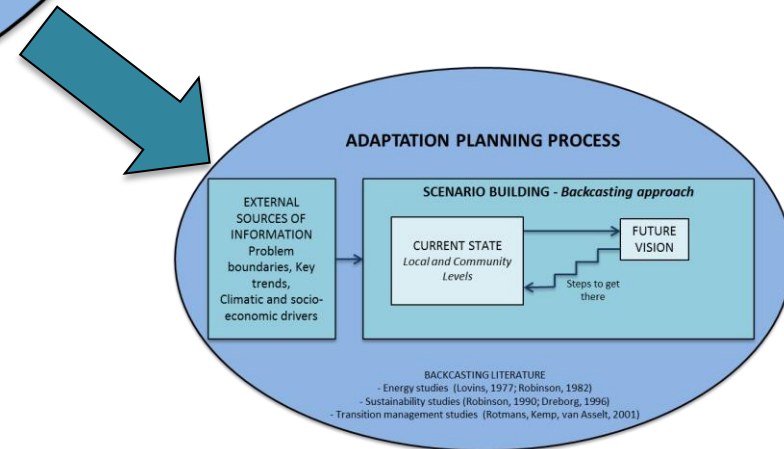 ADAPTATION PLANNING PROCESS
EXTERNAL
SOURCES OF
INFORMATION
Problem
boundaries, Key
trends,
Climatic and socio-
economic drivers
SCENARIO BUILDING - Backcasting approach
CURRENT STATE
Local and Community
Levels
FUTURE
VISION
Steps to get
there
BACKCASTING LITERATURE
- Energy studies (Lovins, 1977; Robinson, 1982)
- Sustainability studies (Robinson, 1990; Dreborg, 1996)
- Transition management studies (Rotmans, Kemp, van Asselt, 2001)